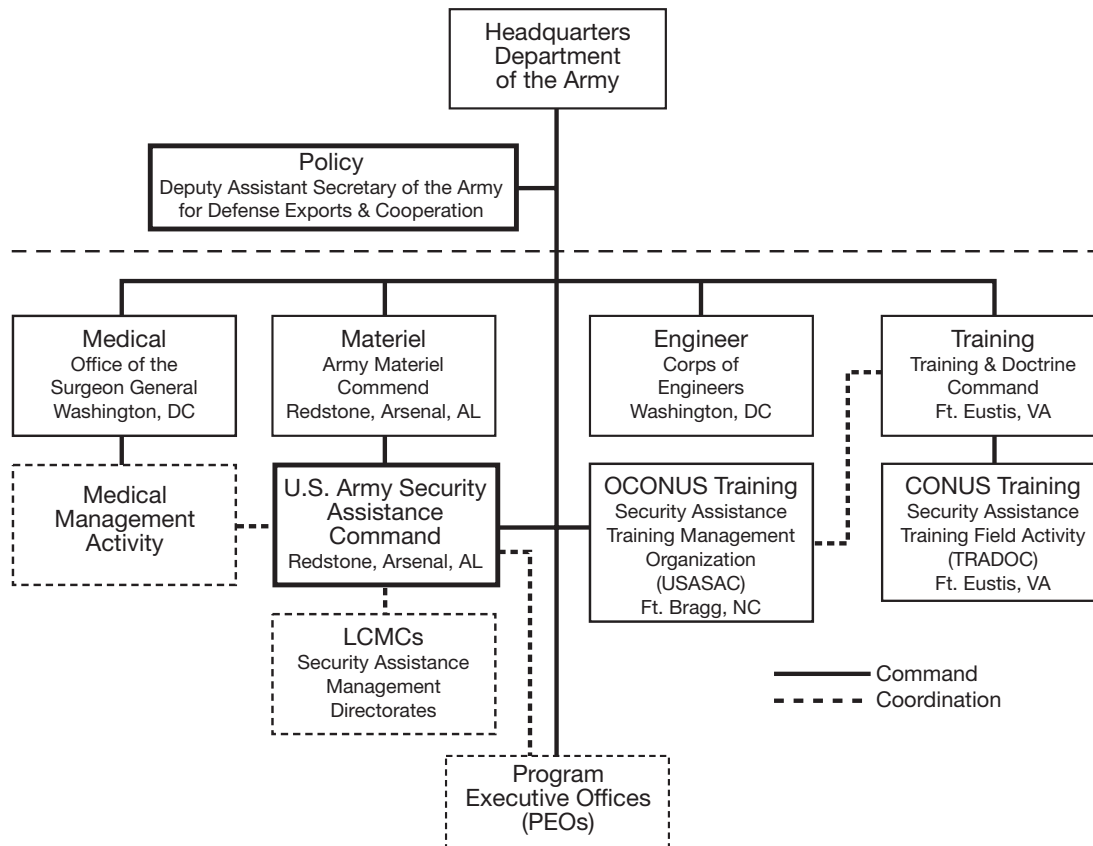 Headquarters
Department
of the Army
Policy
Deputy Assistant Secretary of the Army
for Defense Exports & Cooperation
Medical
Office of the
Surgeon General
Washington, DC
Materiel
Army Materiel
Commend
Redstone, Arsenal, AL
Engineer
Corps of
Engineers
Washington, DC
Training
Training & Doctrine
Command
Ft. Eustis, VA
Medical
Management
Activity
U.S. Army Security
Assistance
Command
Redstone, Arsenal, AL
OCONUS Training
Security Assistance
Training Management
Organization
(USASAC)
Ft. Bragg, NC
CONUS Training
Security Assistance
Training Field Activity
(TRADOC)
Ft. Eustis, VA
LCMCs
Security Assistance
Management
Directorates
Command
Coordination
Program
Executive Offices
(PEOs)